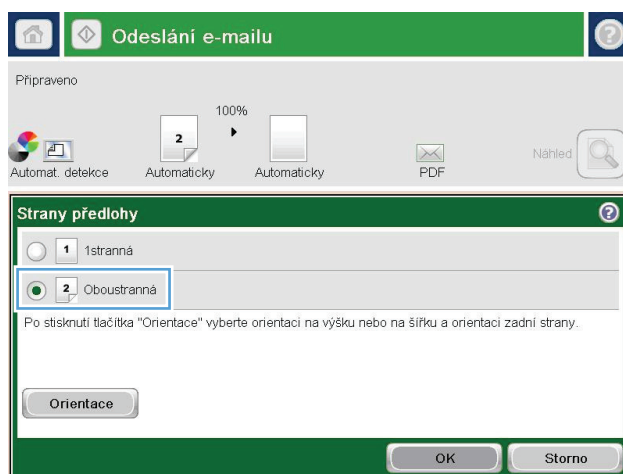 Odeslání e-mailu
?
Připraveno
100%
2
Automat. detekce
Automaticky
Automaticky
PDF
Náhled
Strany předlohy
?
1 1stranná
2 Oboustranná
Po stisknutí tlačítka "Orientace" vyberte orientaci na výšku nebo na šířku a orientaci zadní strany.
Orientace
OK
Storno